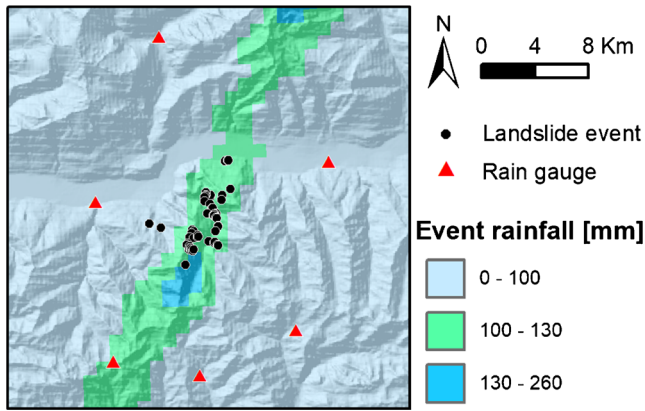 N
0 4 8 Km
Landslide event
Rain gauge
Event rainfall [mm]
0 - 100
100 - 130
130 - 260